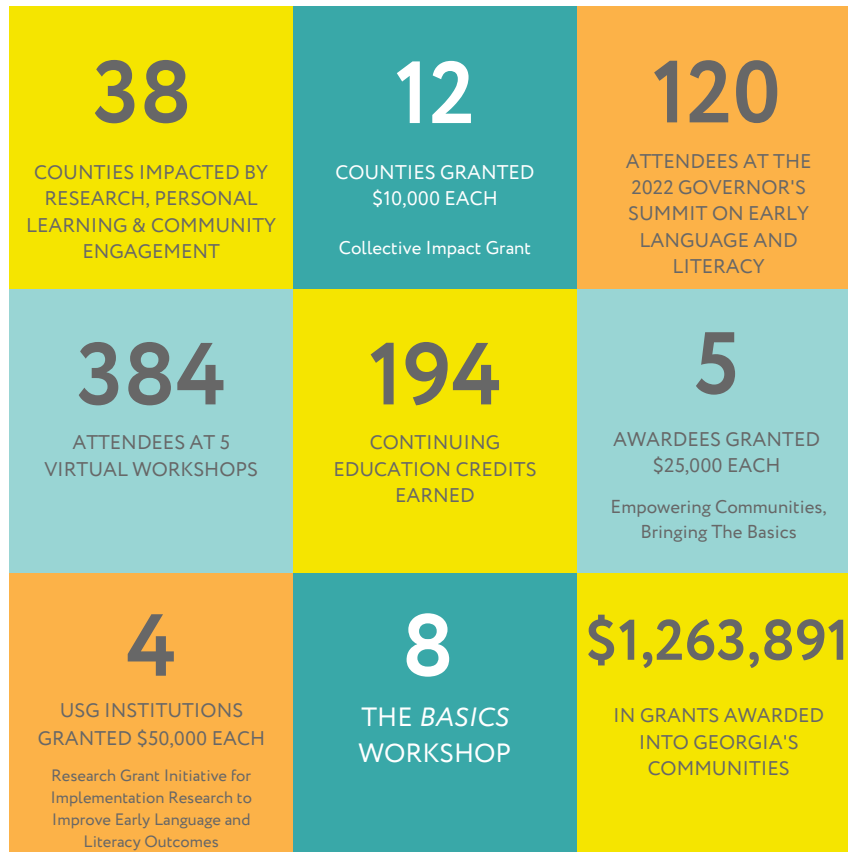 38
COUNTIES IMPACTED BY
RESEARCH, PERSONAL
LEARNING & COMMUNITY
ENGAGEMENT
12
COUNTIES GRANTED
$10,000 EACH
Collective Impact Grant
120
ATTENDEES AT THE
2022 GOVERNOR'S
SUMMIT ON EARLY
LANGUAGE AND
LITERACY
384
ATTENDEES AT 5
VIRTUAL WORKSHOPS
194
CONTINUING
EDUCATION CREDITS
EARNED
5
AWARDEES GRANTED
$25,000 EACH
Empowering Communities,
Bringing The Basics
4
USG INSTITUTIONS
GRANTED $50,000 EACH
Research Grant Initiative for
Implementation Research to
Improve Early Language and
Literacy Outcomes
8
THE BASICS
WORKSHOP
$1,263,891
IN GRANTS AWARDED
INTO GEORGIA'S
COMMUNITIES